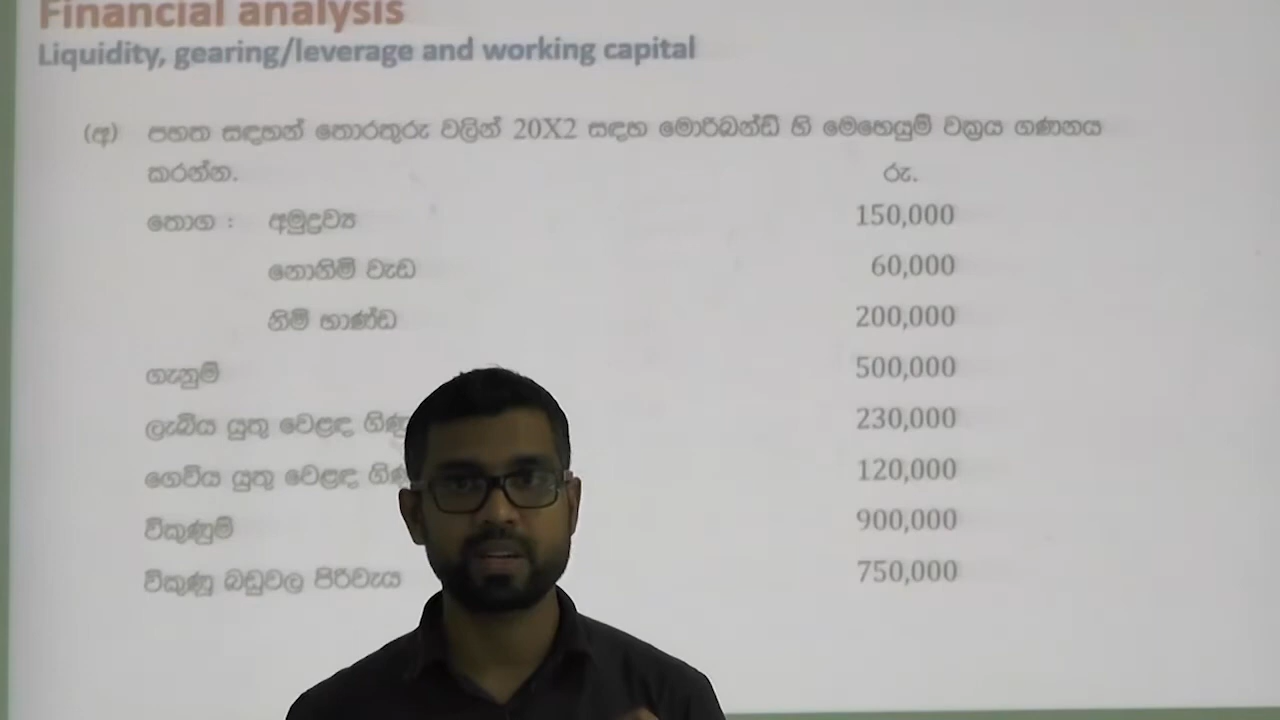 Financial analysis
Liquidity, gearing/leverage and working capital
(අ) පහත සඳහන් තොරතුරු වලින් 20X2 සඳහා මොරිබන්ඩ් හි මෙහෙයුම් චක්‍රය ගණනය
කරන්න. රු.
තොග : අමුද්‍රව්‍ය 150,000
නොනිම් වැඩ 60,000
නිමි භාණ්ඩ 200,000
ගැනුම් 500,000
ලැබිය යුතු වෙළඳ 230,000
ගෙවිය යුතු වෙළඳ 120,000
විකුණුම් 900,000
විකුණූ බඩුවල පිරිවැය 750,000